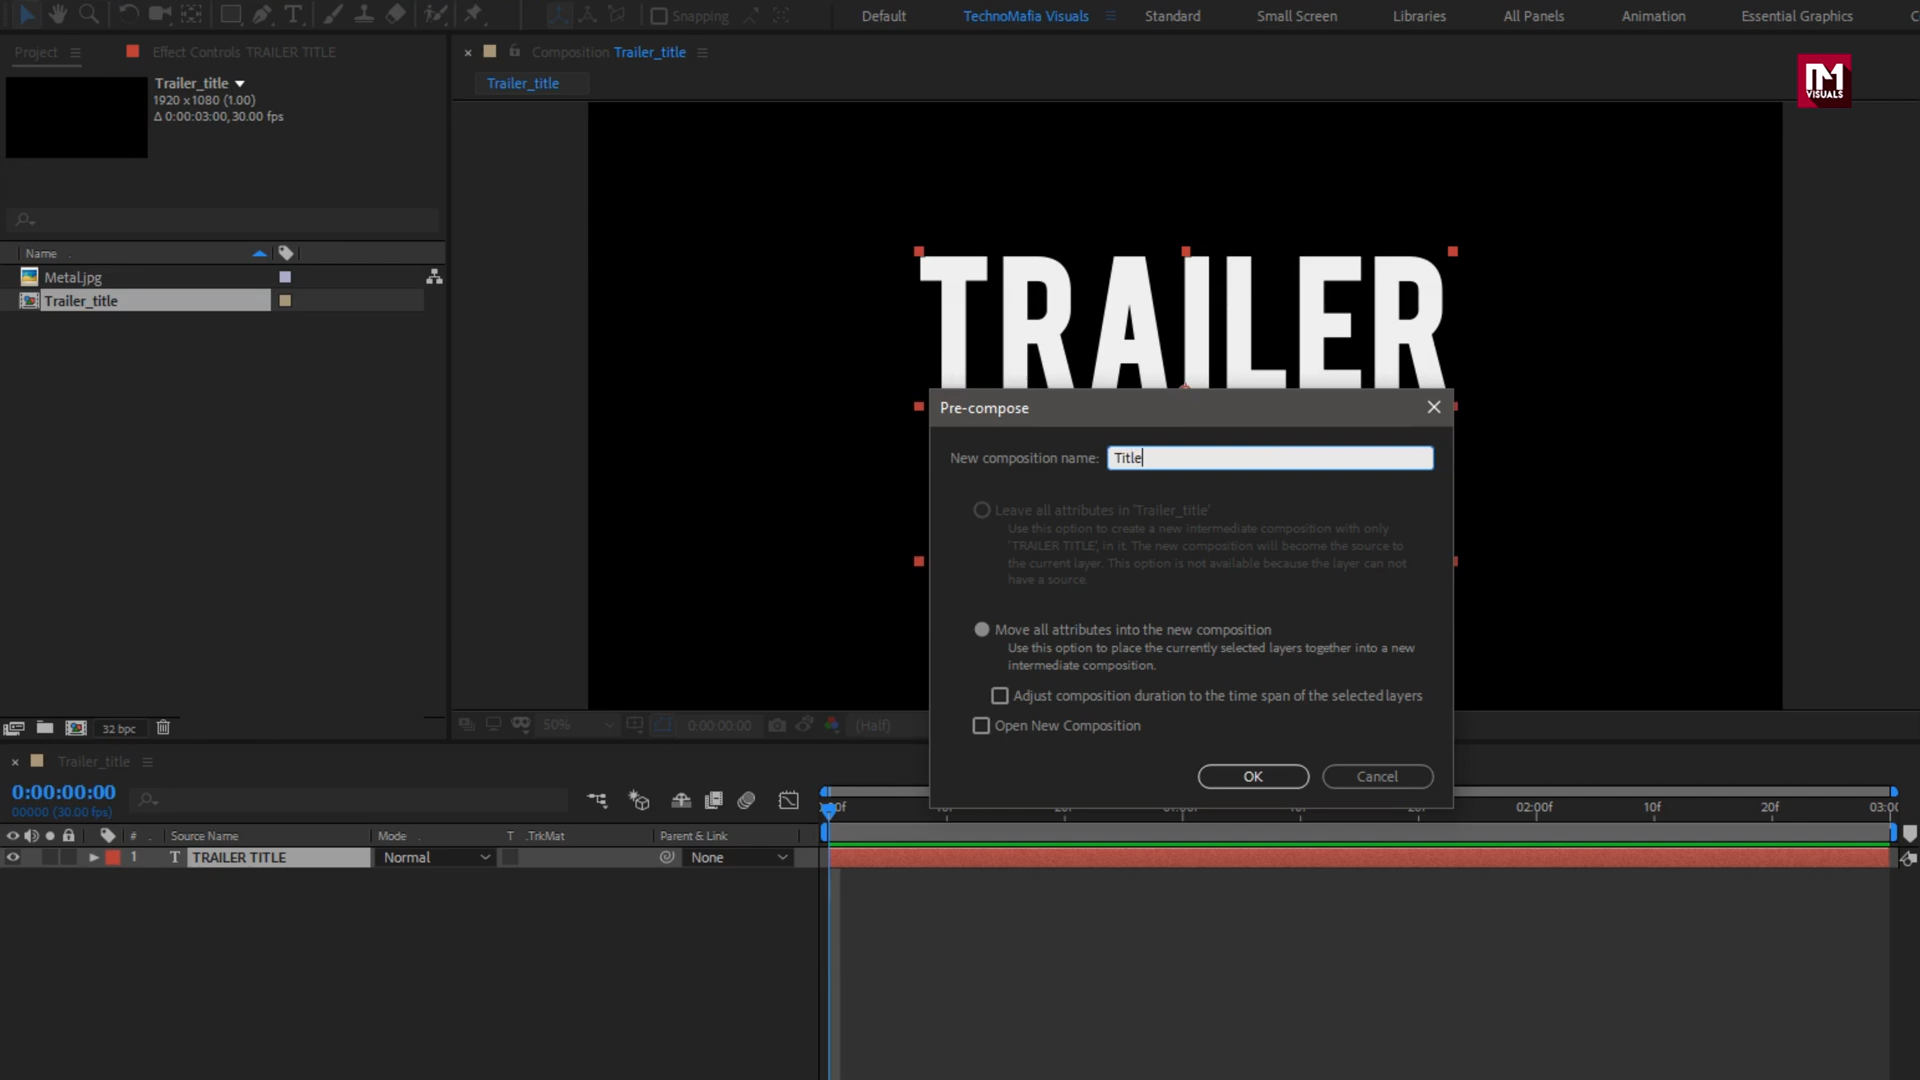 Snapping
Default
TechnoMafia Visuals
Standard
Small Screen
Libraries
All Panels
Animation
Essential Graphics
Project
Effect Controls TRAILER TITLE
Composition Trailer_title
Trailer_title
Trailer_title
1920 x1080 (1.00)
Δ 0:00:03:00, 30.00 fps
VISUALS
Name
Metal.jpg
Trailer_title
TRAILER
Pre-compose
New composition name: Title
Leave all attributes in 'Trailer_title'
Use this option to create a new intermediate composition with only
'TRAILER TITLE', in it. The new composition will become the source to
the current layer. This option is not available because the layer can not
have a source.
Move all attributes into the new composition
Use this option to place the currently selected layers together into a new
intermediate composition.
Adjust composition duration to the time span of the selected layers
Open New Composition
OK
Cancel
32 bpc
50%
0:00:00:00
(Half)
Trailer_title
0:00:00:00
00000 (30.00 fps)
02:00f
10f
20f
# Source Name
Mode
T .TrkMat
Parent & Link
1 T TRAILER TITLE
Normal
None